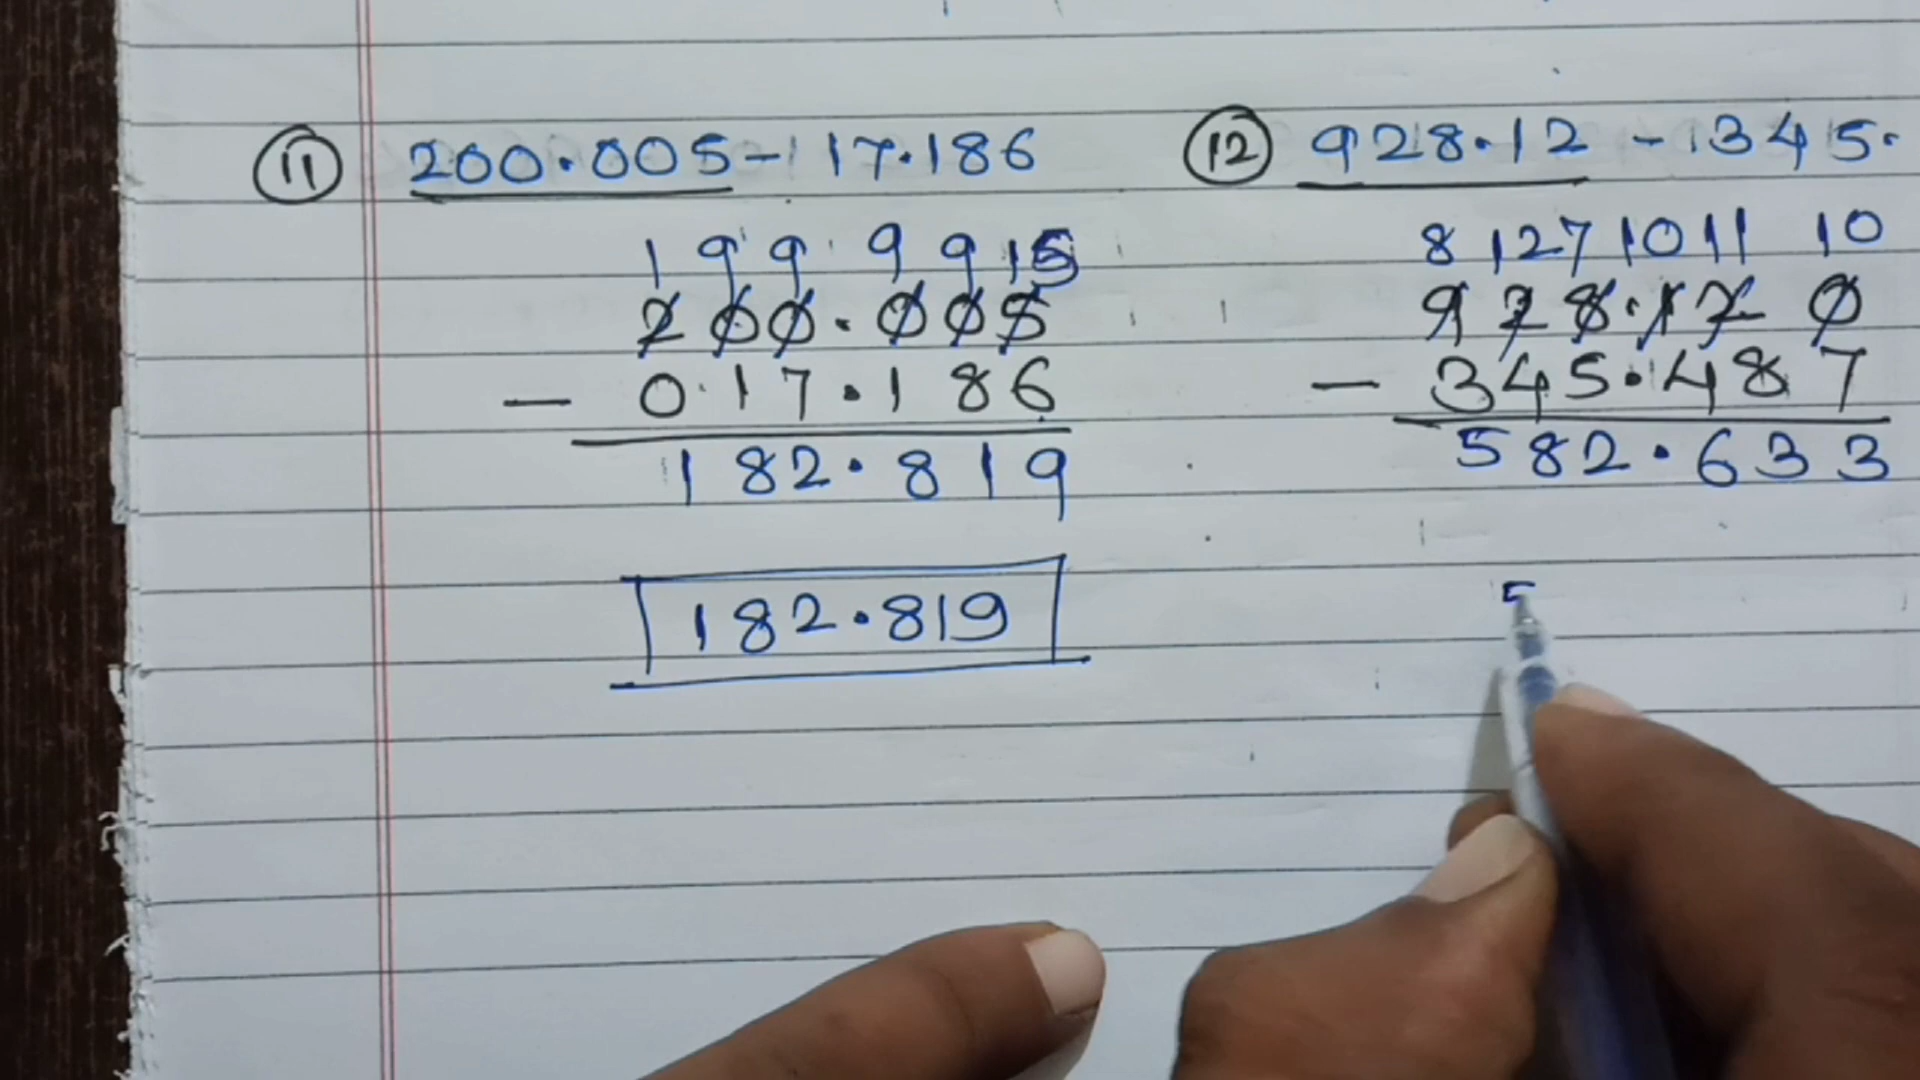 ⑪ 200.005 - 17.186
1 9 9 9 9 15
200.005
- 017.186
182.819
182.819
⑫ 928.12 - 345.
8 12 7 10 11 10
928.120
- 345.487
582.633
5